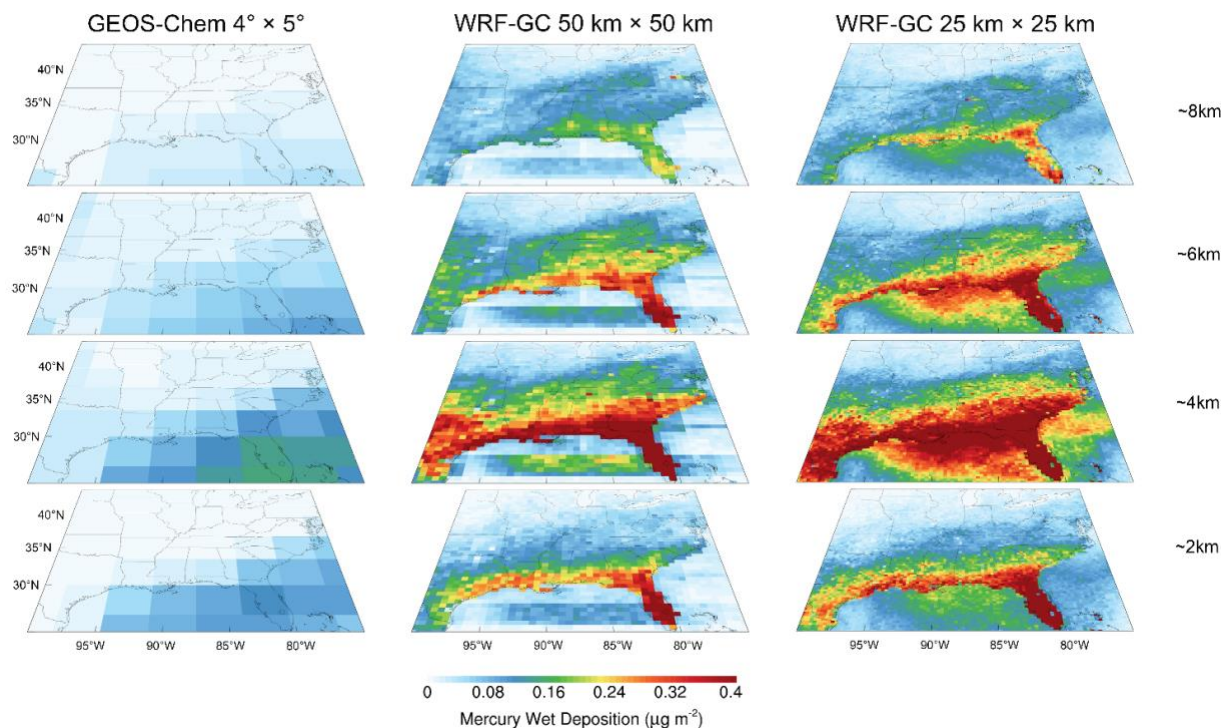 GEOS-Chem 4° × 5°
WRF-GC 50 km × 50 km
WRF-GC 25 km × 25 km
40°N
35°N
30°N
~8km
40°N
35°N
30°N
~6km
40°N
35°N
30°N
~4km
40°N
35°N
30°N
~2km
95°W 90°W 85°W 80°W
95°W 90°W 85°W 80°W
95°W 90°W 85°W 80°W
0 0.08 0.16 0.24 0.32 0.4
Mercury Wet Deposition (µg m⁻²)